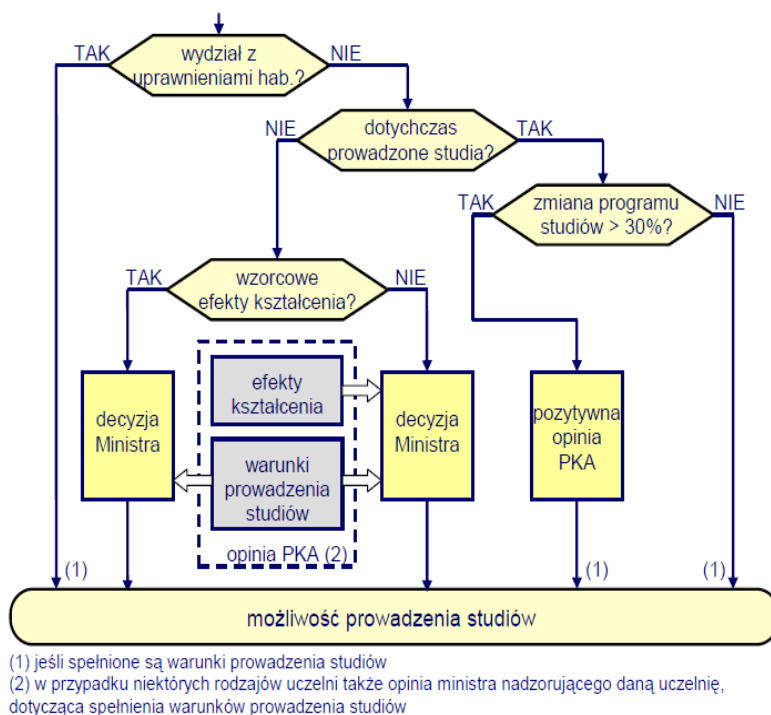 TAK
wydział z
uprawnieniami hab.?
NIE
NIE
dotychczas
prowadzone studia?
TAK
TAK
zmiana programu
studiów > 30%?
NIE
TAK
wzorcowe
efekty kształcenia?
NIE
decyzja
Ministra
efekty
kształcenia
warunki
prowadzenia
studiów
opinia PKA (2)
decyzja
Ministra
pozytywna
opinia
PKA
(1)
(1)
(1)
możliwość prowadzenia studiów
(1) jeśli spełnione są warunki prowadzenia studiów
(2) w przypadku niektórych rodzajów uczelni także opinia ministra nadzorującego daną uczelnię,
dotycząca spełnienia warunków prowadzenia studiów